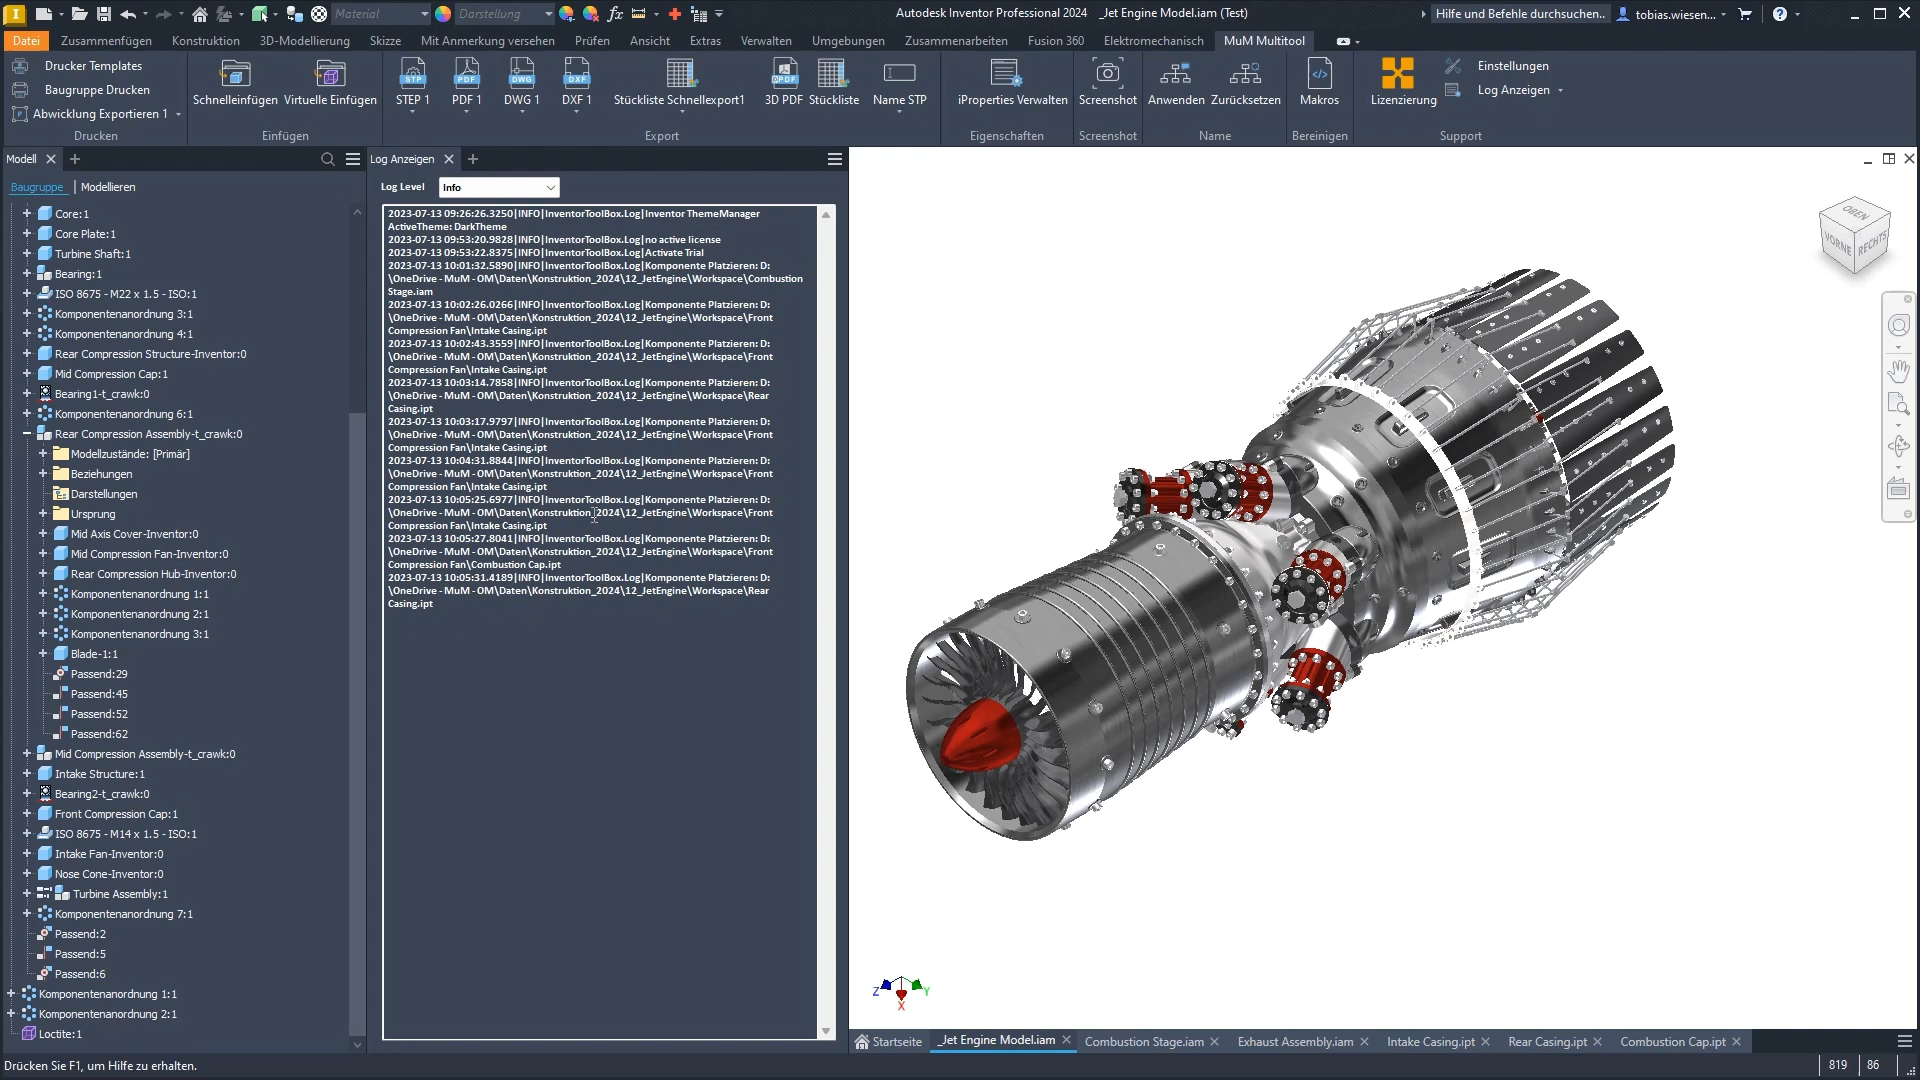 Material
Darstellung
Autodesk Inventor Professional 2024 _Jet Engine Model.iam (Test)
Hilfe und Befehle durchsuchen..
tobias.wiesen...
Datei Zusammenfügen Konstruktion 3D-Modellierung Skizze Mit Anmerkung versehen Prüfen Ansicht Extras Verwalten Umgebungen Zusammenarbeiten Fusion 360 Elektromechanisch MuM Multitool
Drucker Templates
Baugruppe Drucken
Abwicklung Exportieren 1
Drucken
Schnelleinfügen Virtuelle Einfügen
Einfügen
STP
PDF
DWG
DXF
STEP 1 PDF 1 DWG 1 DXF 1 Stückliste Schnellexport1 3D PDF Stückliste Name STP
Export
iProperties Verwalten
Eigenschaften
Screenshot
Screenshot
Anwenden Zurücksetzen
Name
Makros
Bereinigen
Lizenzierung
Einstellungen
Log Anzeigen
Support
Modell
Baugruppe | Modellieren
Core:1
Core Plate:1
Turbine Shaft:1
Bearing:1
ISO 8675 - M22 x 1.5 - ISO:1
Komponentenanordnung 3:1
Komponentenanordnung 4:1
Rear Compression Structure-Inventor:0
Mid Compression Cap:1
Bearing1-t_crawk:0
Komponentenanordnung 6:1
Rear Compression Assembly-t_crawk:0
Modellzustände: [Primär]
Beziehungen
Darstellungen
Ursprung
Mid Axis Cover-Inventor:0
Mid Compression Fan-Inventor:0
Rear Compression Hub-Inventor:0
Komponentenanordnung 1:1
Komponentenanordnung 2:1
Komponentenanordnung 3:1
Blade-1:1
Passend:29
Passend:45
Passend:52
Passend:62
Mid Compression Assembly-t_crawk:0
Intake Structure:1
Bearing2-t_crawk:0
Front Compression Cap:1
ISO 8675 - M14 x 1.5 - ISO:1
Intake Fan-Inventor:0
Nose Cone-Inventor:0
Turbine Assembly:1
Komponentenanordnung 7:1
Passend:2
Passend:5
Passend:6
Komponentenanordnung 1:1
Komponentenanordnung 2:1
Loctite:1
Log Anzeigen
Log Level Info
2023-07-13 09:26:26.3250|INFO|InventorToolBox.Log|Inventor ThemeManager
ActiveTheme: DarkTheme
2023-07-13 09:53:20.9828|INFO|InventorToolBox.Log|no active license
2023-07-13 09:53:22.8375|INFO|InventorToolBox.Log|Activate Trial
2023-07-13 10:01:32.5890|INFO|InventorToolBox.Log|Komponente Platzieren: D:
\OneDrive - MuM - OM\Daten\Konstruktion_2024\12_JetEngine\Workspace\Combustion
Stage.iam
2023-07-13 10:02:26.0266|INFO|InventorToolBox.Log|Komponente Platzieren: D:
\OneDrive - MuM - OM\Daten\Konstruktion_2024\12_JetEngine\Workspace\Front
Compression Fan\Intake Casing.ipt
2023-07-13 10:02:43.3559|INFO|InventorToolBox.Log|Komponente Platzieren: D:
\OneDrive - MuM - OM\Daten\Konstruktion_2024\12_JetEngine\Workspace\Front
Compression Fan\Intake Casing.ipt
2023-07-13 10:03:14.7858|INFO|InventorToolBox.Log|Komponente Platzieren: D:
\OneDrive - MuM - OM\Daten\Konstruktion_2024\12_JetEngine\Workspace\Rear
Casing.ipt
2023-07-13 10:03:17.9797|INFO|InventorToolBox.Log|Komponente Platzieren: D:
\OneDrive - MuM - OM\Daten\Konstruktion_2024\12_JetEngine\Workspace\Front
Compression Fan\Intake Casing.ipt
2023-07-13 10:04:31.8844|INFO|InventorToolBox.Log|Komponente Platzieren: D:
\OneDrive - MuM - OM\Daten\Konstruktion_2024\12_JetEngine\Workspace\Front
Compression Fan\Intake Casing.ipt
2023-07-13 10:05:25.6977|INFO|InventorToolBox.Log|Komponente Platzieren: D:
\OneDrive - MuM - OM\Daten\Konstruktion_2024\12_JetEngine\Workspace\Front
Compression Fan\Intake Casing.ipt
2023-07-13 10:05:27.8041|INFO|InventorToolBox.Log|Komponente Platzieren: D:
\OneDrive - MuM - OM\Daten\Konstruktion_2024\12_JetEngine\Workspace\Front
Compression Fan\Combustion Cap.ipt
2023-07-13 10:05:31.4189|INFO|InventorToolBox.Log|Komponente Platzieren: D:
\OneDrive - MuM - OM\Daten\Konstruktion_2024\12_JetEngine\Workspace\Rear
Casing.ipt
OBEN
VORNE
RECHTS
Z
Y
X
Startseite _Jet Engine Model.iam Combustion Stage.iam Exhaust Assembly.iam Intake Casing.ipt Rear Casing.ipt Combustion Cap.ipt
Drücken Sie F1, um Hilfe zu erhalten.
819 86